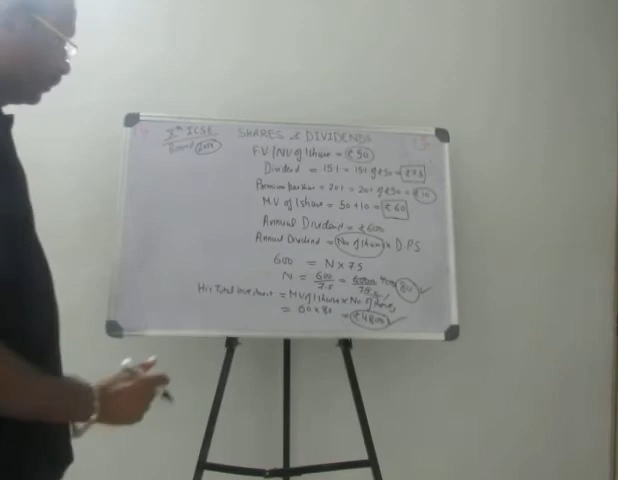 Xth ICSE
SHARES & DIVIDENDS
Board 2018
FV/NV of 1 share = ₹50
Dividend = 15% = 15% of ₹50 = ₹7.5
Premium per share = 20% = 20% of ₹50 = ₹10
M.V of 1 share = 50+10 = ₹60
Annual Dividend = ₹600
Annual Dividend = No of shares × D.P.S
600 = N × 7.5
N = 600/7.5 = 80 ✓
His Total Investment = MV of 1 share × No of shares
= 60 × 80 = ₹4800 ✓